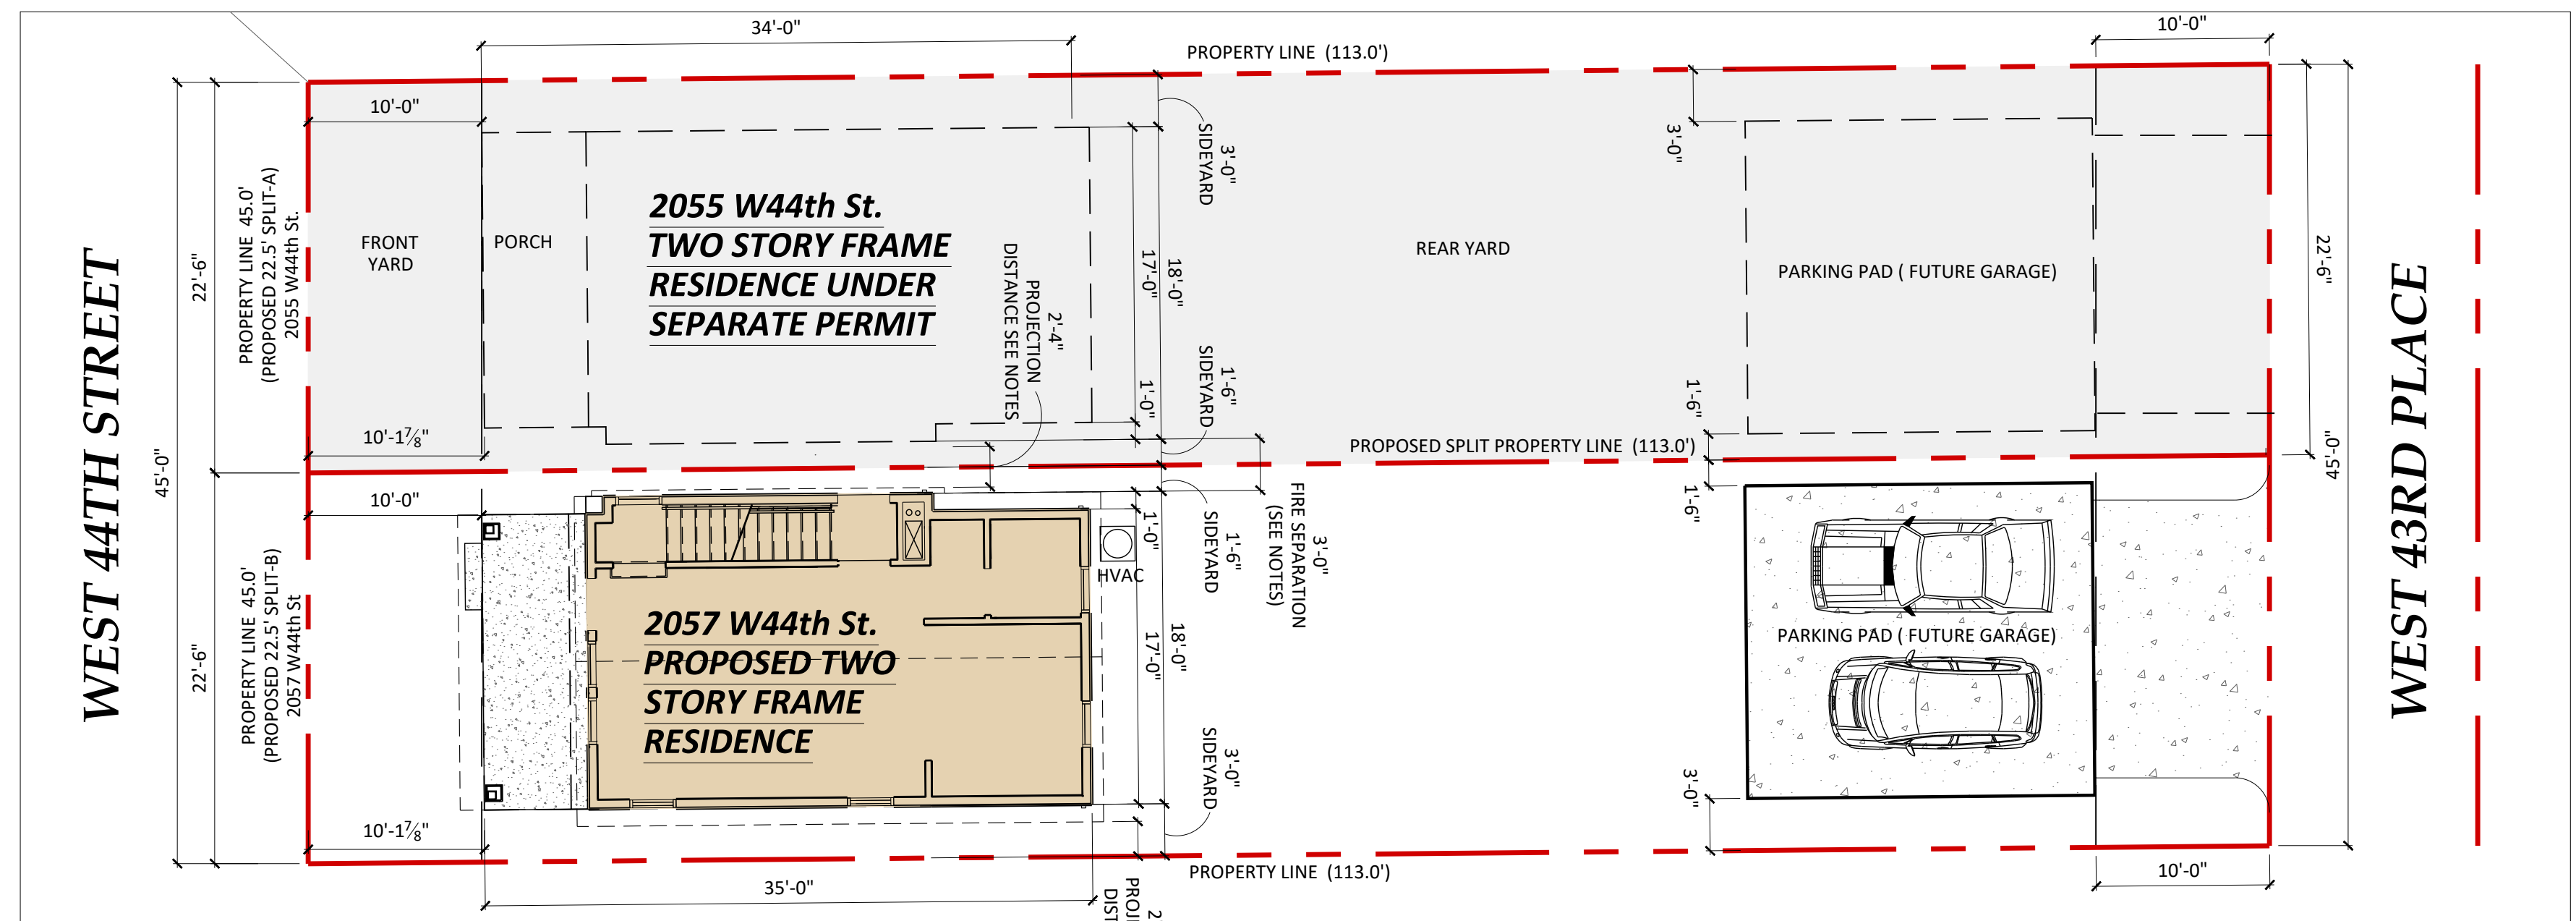 34'-0"
10'-0"
PROPERTY LINE  (113.0')
10'-0"
3'-0"
SIDEYARD
3'-0"
WEST 44TH STREET
45'-0"
22'-6"
PROPERTY LINE  45.0'
(PROPOSED 22.5' SPLIT-A)
2055 W44th St.
FRONT
YARD
PORCH
2055 W44th St.
TWO STORY FRAME
RESIDENCE UNDER
SEPARATE PERMIT
2'-4"
PROJECTION
DISTANCE SEE NOTES
17'-0"
18'-0"
1'-0"
1'-6"
SIDEYARD
REAR YARD
PARKING PAD ( FUTURE GARAGE)
1'-6"
22'-6"
45'-0"
WEST 43RD PLACE
10'-1⅞"
PROPOSED SPLIT PROPERTY LINE  (113.0')
10'-0"
22'-6"
PROPERTY LINE  45.0'
(PROPOSED 22.5' SPLIT-B)
2057 W44th St
2057 W44th St.
PROPOSED TWO
STORY FRAME
RESIDENCE
HVAC
1'-0"
17'-0"
18'-0"
1'-6"
SIDEYARD
3'-0"
FIRE SEPARATION
(SEE NOTES)
1'-6"
PARKING PAD ( FUTURE GARAGE)
3'-0"
SIDEYARD
3'-0"
10'-1⅞"
35'-0"
PROPERTY LINE  (113.0')
10'-0"